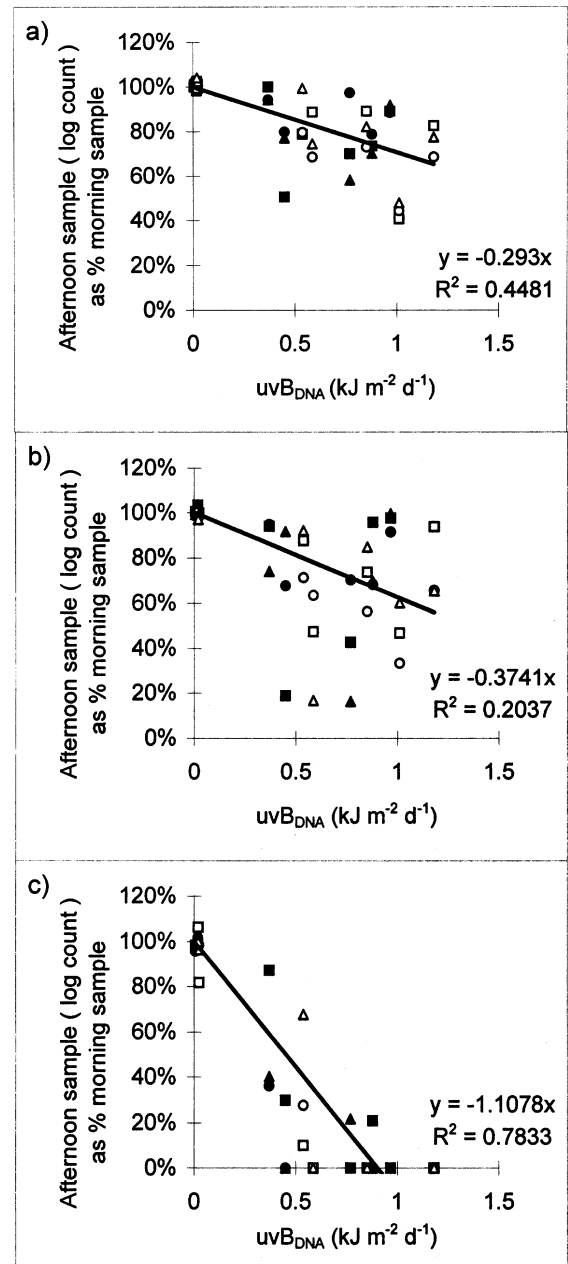 a)
Afternoon sample ( log count )
as % morning sample
120%
100%
80%
60%
40%
20%
0%
0 0.5 1 1.5
y = -0.293x
R² = 0.4481
uvB_DNA (kJ m⁻² d⁻¹)
b)
Afternoon sample ( log count )
as % morning sample
120%
100%
80%
60%
40%
20%
0%
0 0.5 1 1.5
y = -0.3741x
R² = 0.2037
uvB_DNA (kJ m⁻² d⁻¹)
c)
Afternoon sample ( log count )
as % morning sample
120%
100%
80%
60%
40%
20%
0%
0 0.5 1 1.5
y = -1.1078x
R² = 0.7833
uvB_DNA (kJ m⁻² d⁻¹)